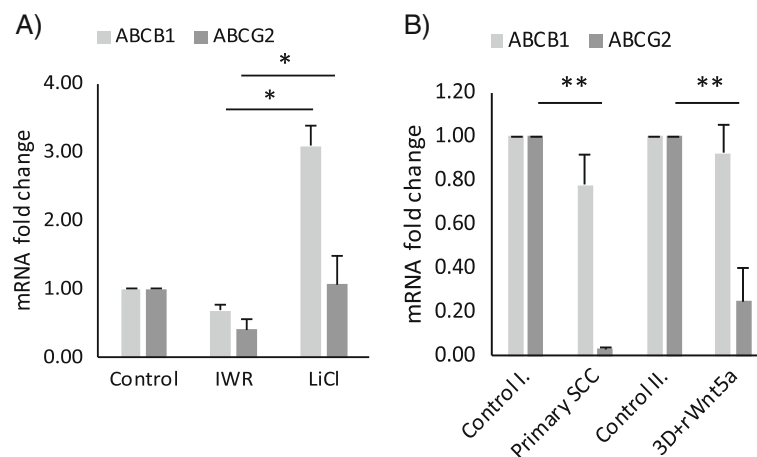 A)
ABCB1 ABCG2
mRNA fold change
4.00
3.00
2.00
1.00
0.00
*
*
Control IWR LiCl
B)
ABCB1 ABCG2
mRNA fold change
1.20
1.00
0.80
0.60
0.40
0.20
0.00
** **
Control I.
Primary SCC
Control II.
3D+rWnt5a